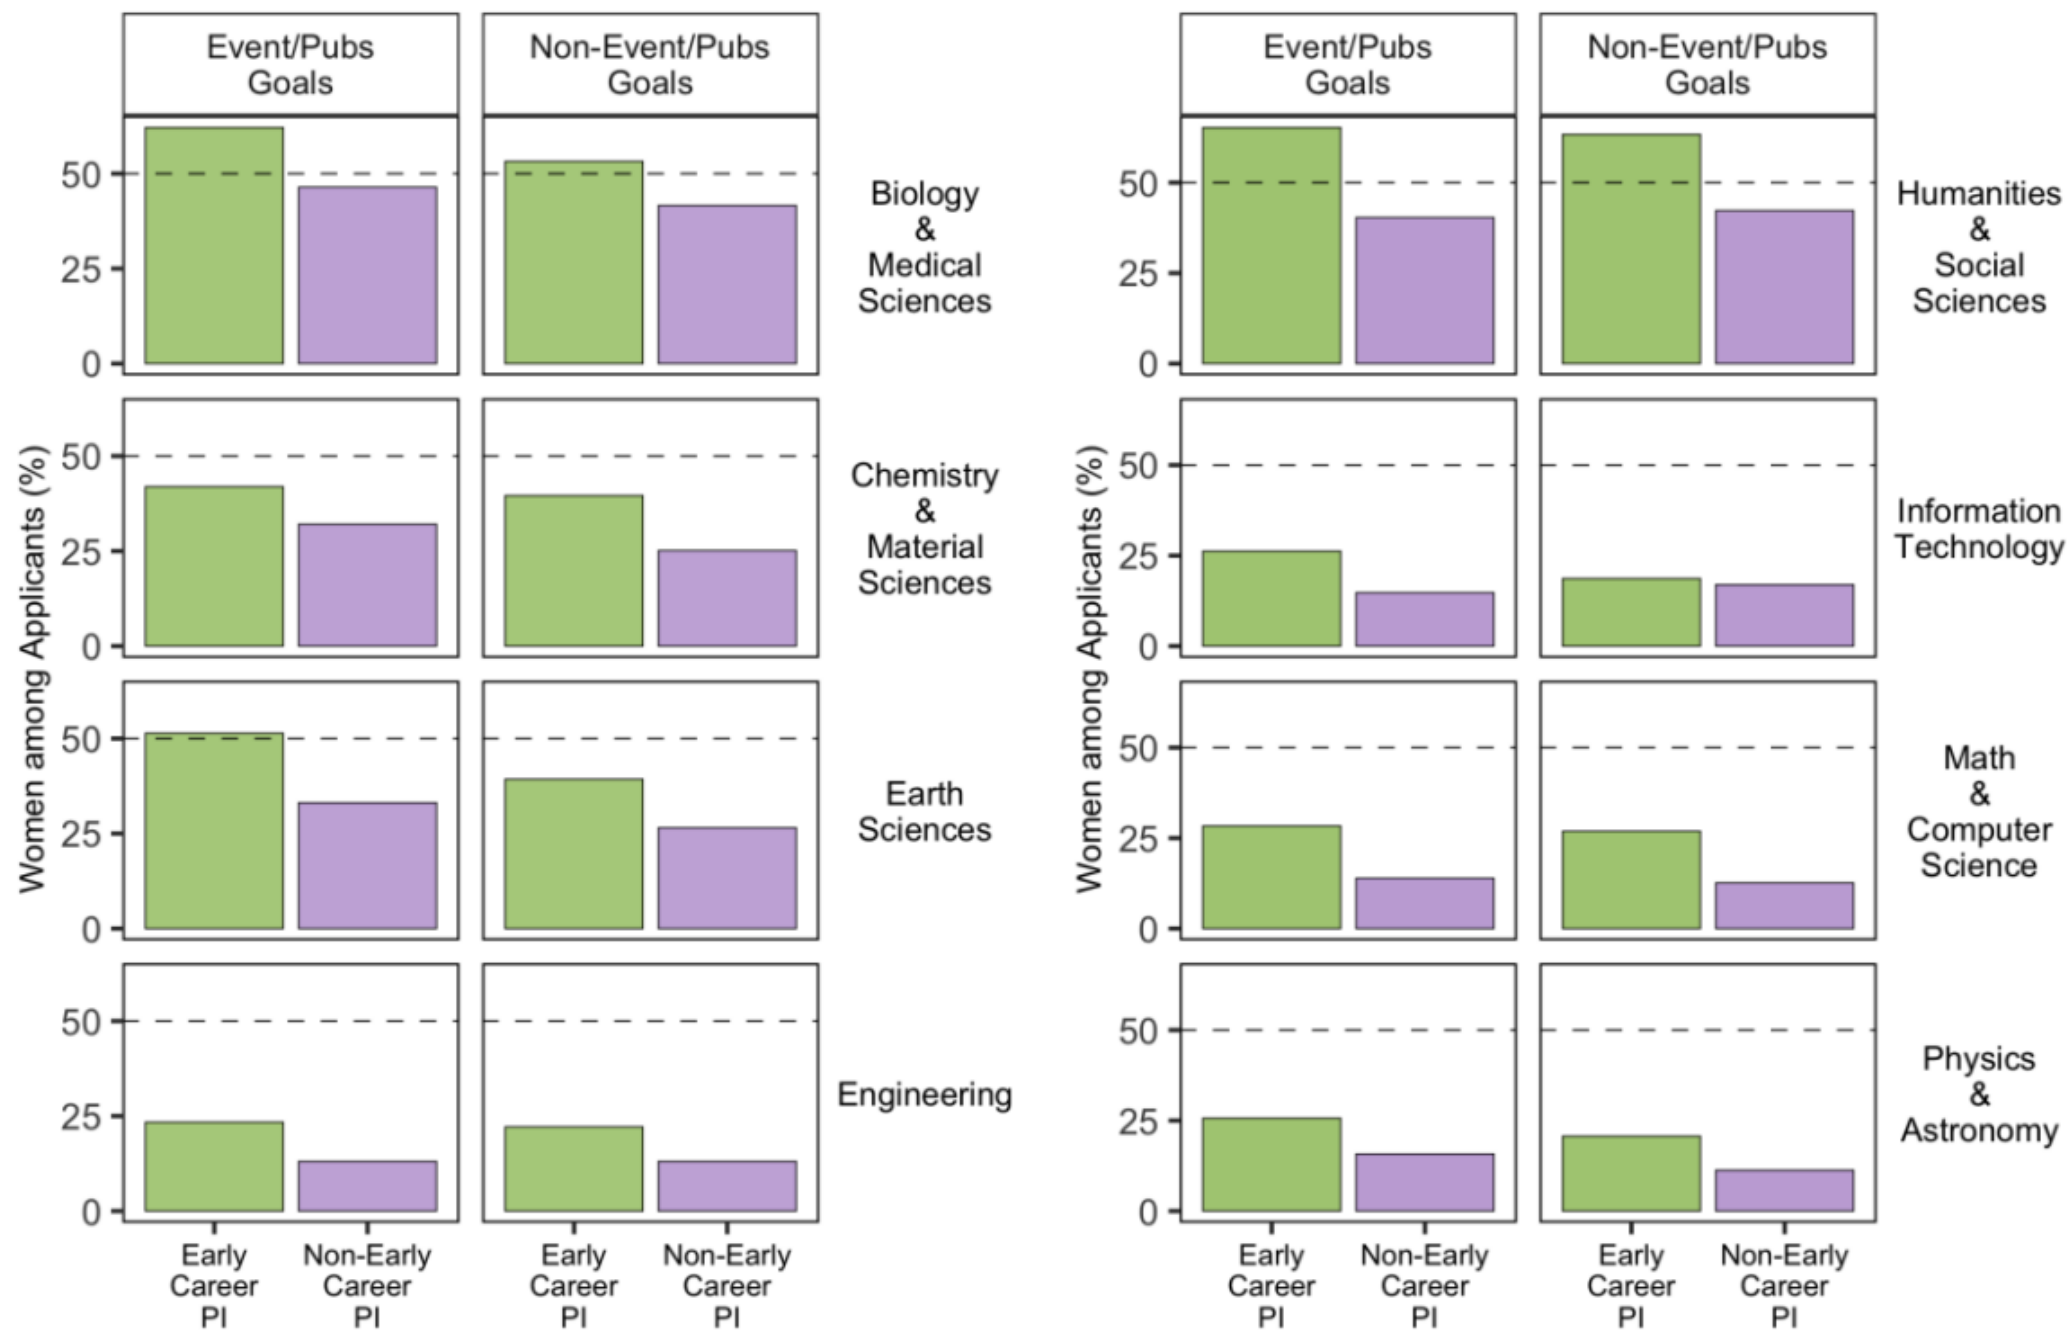 Event/Pubs
Goals
Non-Event/Pubs
Goals
50
25
0
Biology
&
Medical
Sciences
50
25
0
Chemistry
&
Material
Sciences
50
25
0
Earth
Sciences
50
25
0
Engineering
Women among Applicants (%)
Early
Career
PI
Non-Early
Career
PI
Early
Career
PI
Non-Early
Career
PI
Event/Pubs
Goals
Non-Event/Pubs
Goals
50
25
0
Humanities
&
Social
Sciences
50
25
0
Information
Technology
50
25
0
Math
&
Computer
Science
50
25
0
Physics
&
Astronomy
Women among Applicants (%)
Early
Career
PI
Non-Early
Career
PI
Early
Career
PI
Non-Early
Career
PI